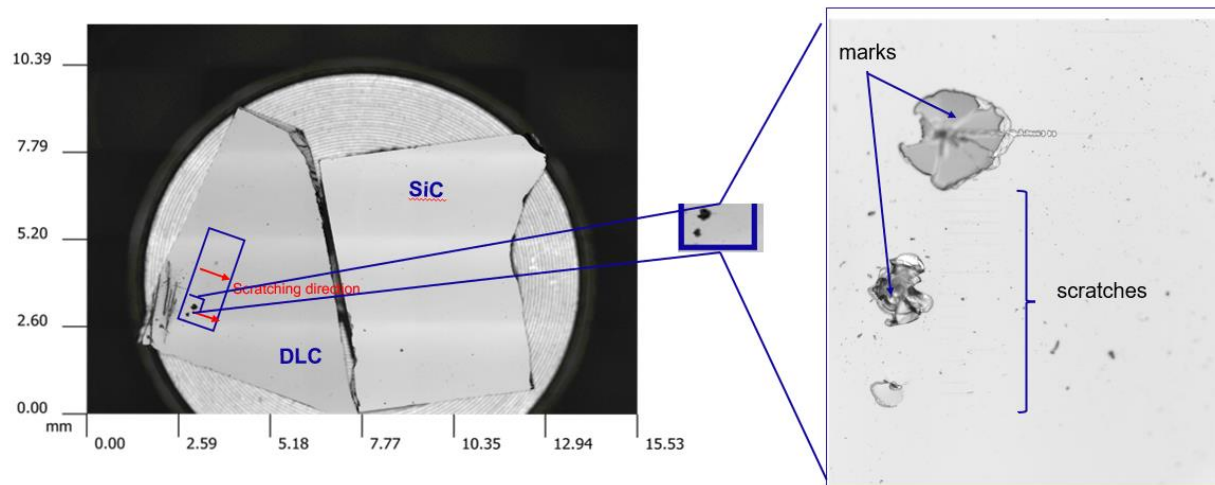 10.39
7.79
5.20
2.60
0.00
mm
0.00 2.59 5.18 7.77 10.35 12.94 15.53
SiC
Scratching direction
DLC
marks
scratches